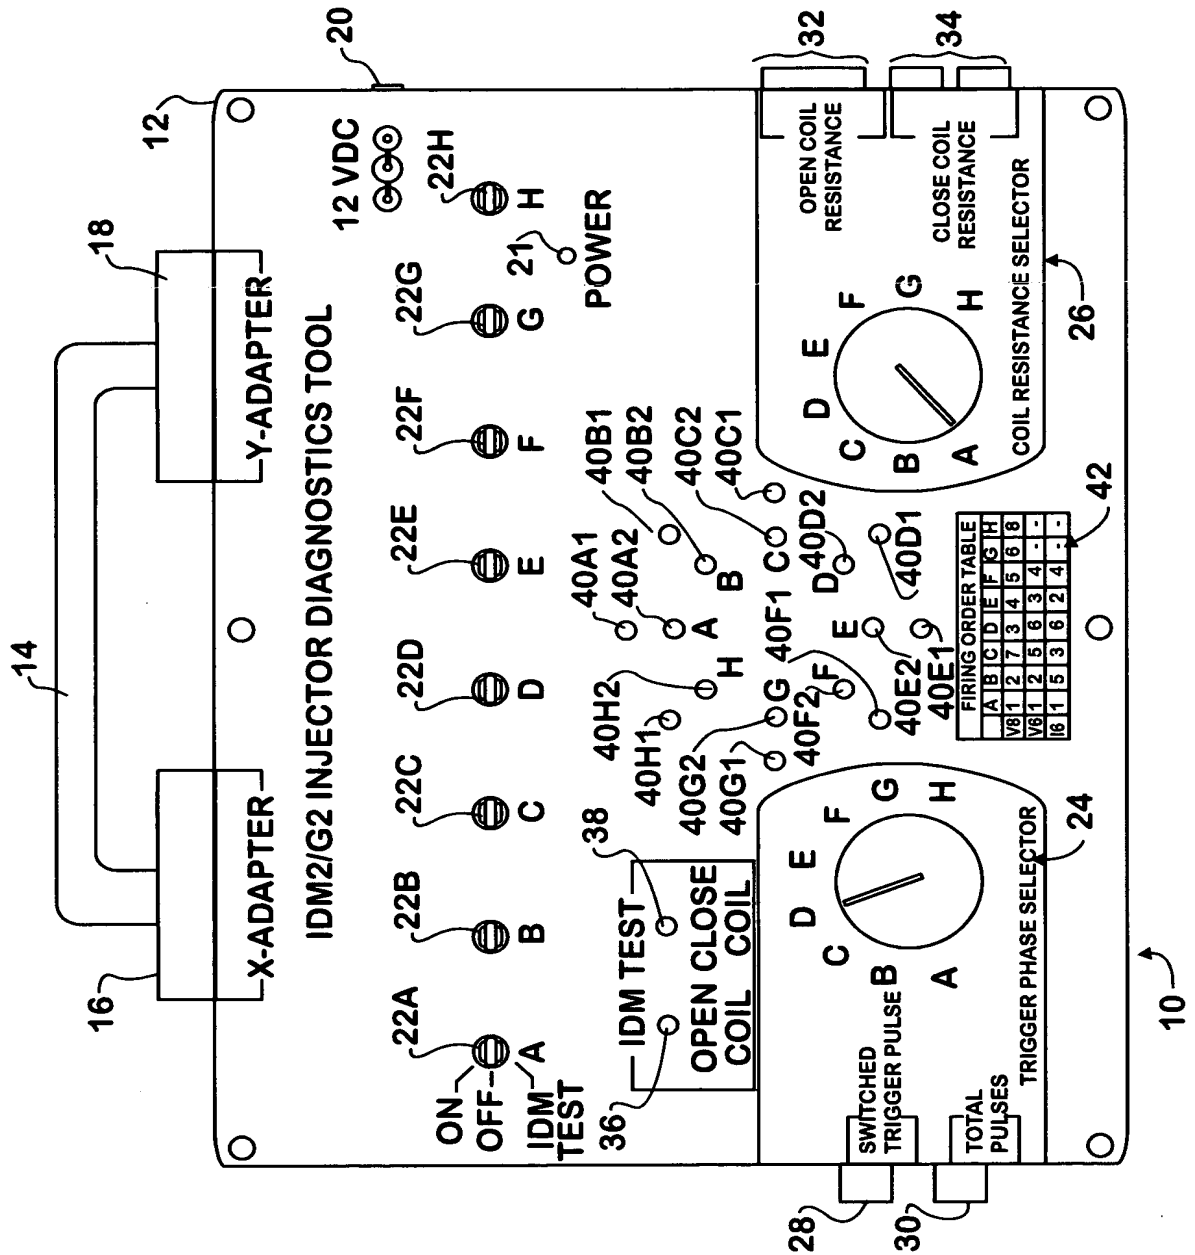 14
16
18
12
X-ADAPTER
Y-ADAPTER
20
IDM2/G2 INJECTOR DIAGNOSTICS TOOL
12 VDC
22A
22B
22C
22D
22E
22F
22G
22H
ON
OFF
IDM
TEST
A
B
C
D
E
F
G
H
21
POWER
36
38
IDM TEST
OPEN CLOSE
COIL COIL
40A1
40A2
40B1
40B2
40H2
40H1
40C2
40C1
40G2
40G1
40F2
40F1
40D2
40D1
40E2
40E1
A
B
C
D
E
F
G
H
28
30
SWITCHED
TRIGGER PULSE
TOTAL
PULSES
A
B
C
D
E
F
G
H
TRIGGER PHASE SELECTOR
24
FIRING ORDER TABLE
A B C D E F G H
V8 1 2 7 3 4 5 6 8
V6 1 2 5 6 3 4 - -
I6 1 5 3 6 2 4 - -
42
A
B
C
D
E
F
G
H
OPEN COIL
RESISTANCE
CLOSE COIL
RESISTANCE
COIL RESISTANCE SELECTOR
32
34
26
10